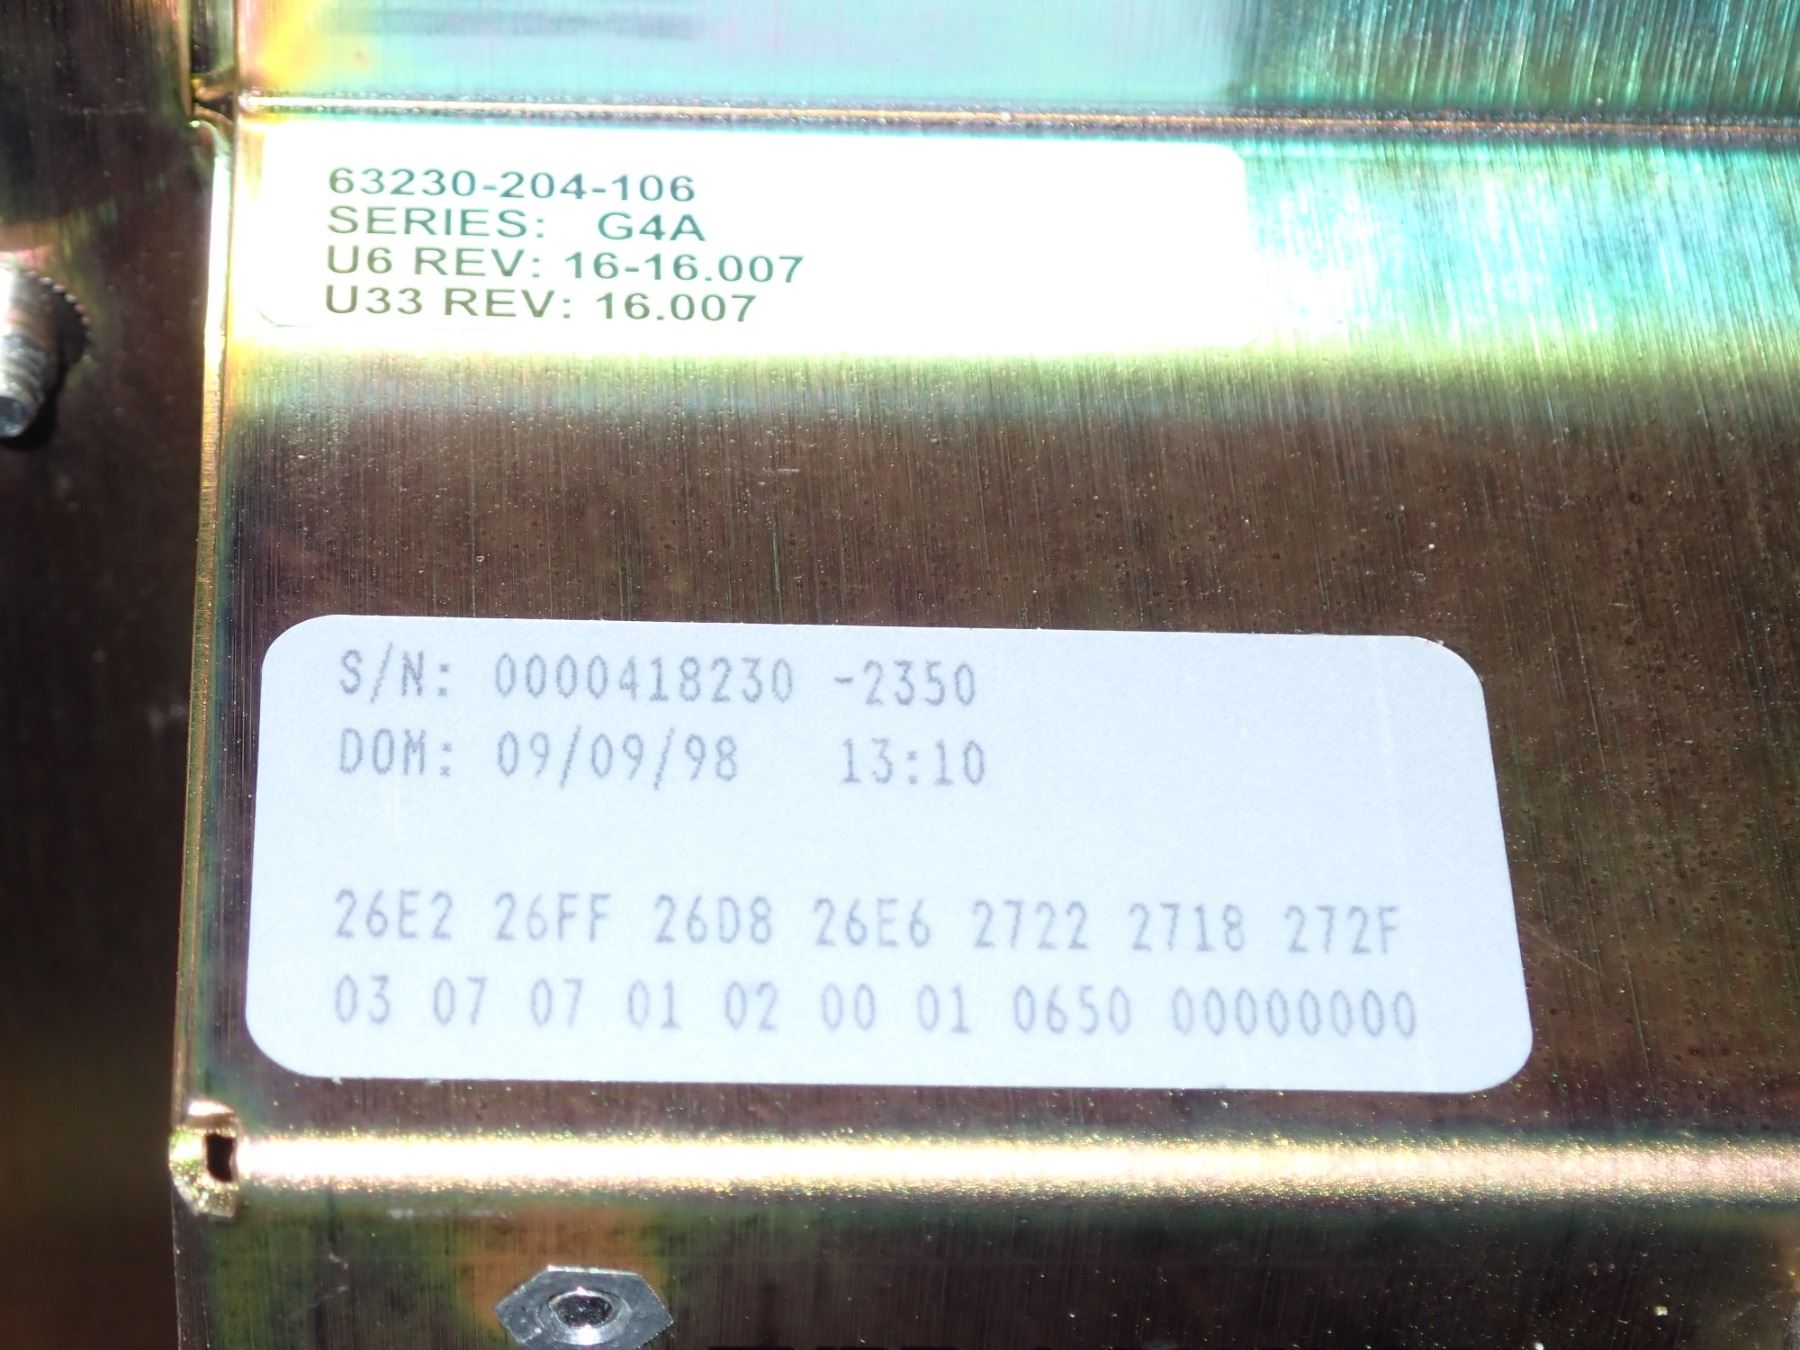 63230-204-106
SERIES: G4A
U6 REV: 16-16.007
U33 REV: 16.007
S/N: 0000418230 -2350
DOM: 09/09/98 13:10
26E2 26FF 26D8 26E6 2722 2718 272F
03 07 07 01 02 00 01 0650 00000000